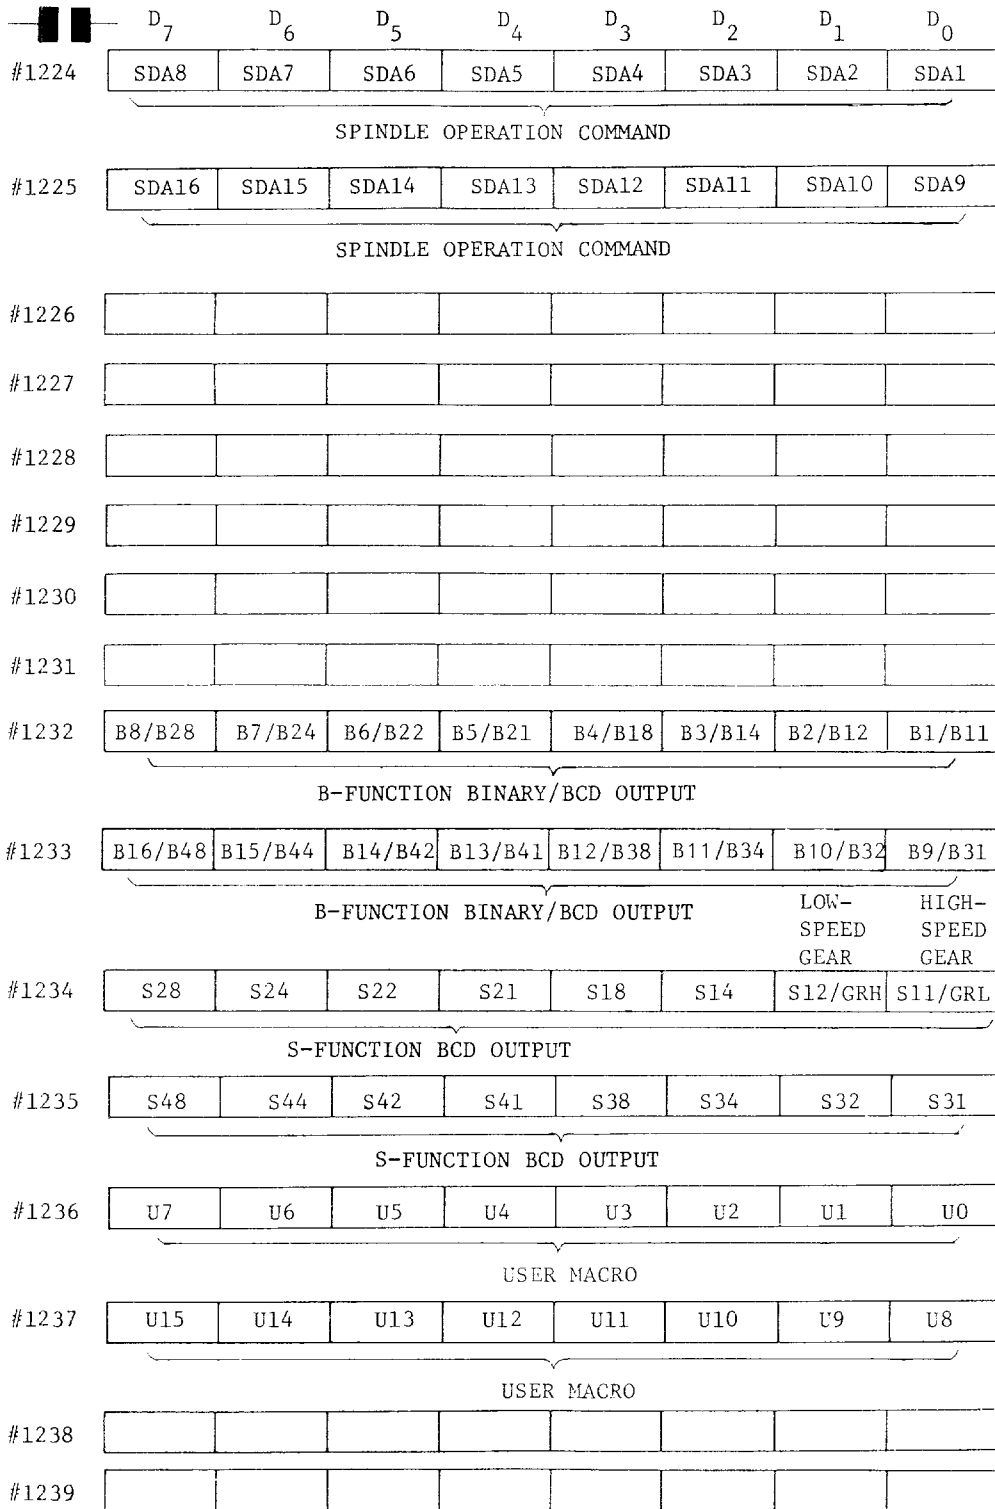 D7 D6 D5 D4 D3 D2 D1 D0
#1224 SDA8 SDA7 SDA6 SDA5 SDA4 SDA3 SDA2 SDA1
SPINDLE OPERATION COMMAND
#1225 SDA16 SDA15 SDA14 SDA13 SDA12 SDA11 SDA10 SDA9
SPINDLE OPERATION COMMAND
#1226
#1227
#1228
#1229
#1230
#1231
#1232 B8/B28 B7/B24 B6/B22 B5/B21 B4/B18 B3/B14 B2/B12 B1/B11
B-FUNCTION BINARY/BCD OUTPUT
#1233 B16/B48 B15/B44 B14/B42 B13/B41 B12/B38 B11/B34 B10/B32 B9/B31
B-FUNCTION BINARY/BCD OUTPUT
LOW- HIGH-
SPEED SPEED
GEAR GEAR
#1234 S28 S24 S22 S21 S18 S14 S12/GRH S11/GRL
S-FUNCTION BCD OUTPUT
#1235 S48 S44 S42 S41 S38 S34 S32 S31
S-FUNCTION BCD OUTPUT
#1236 U7 U6 U5 U4 U3 U2 U1 U0
USER MACRO
#1237 U15 U14 U13 U12 U11 U10 U9 U8
USER MACRO
#1238
#1239